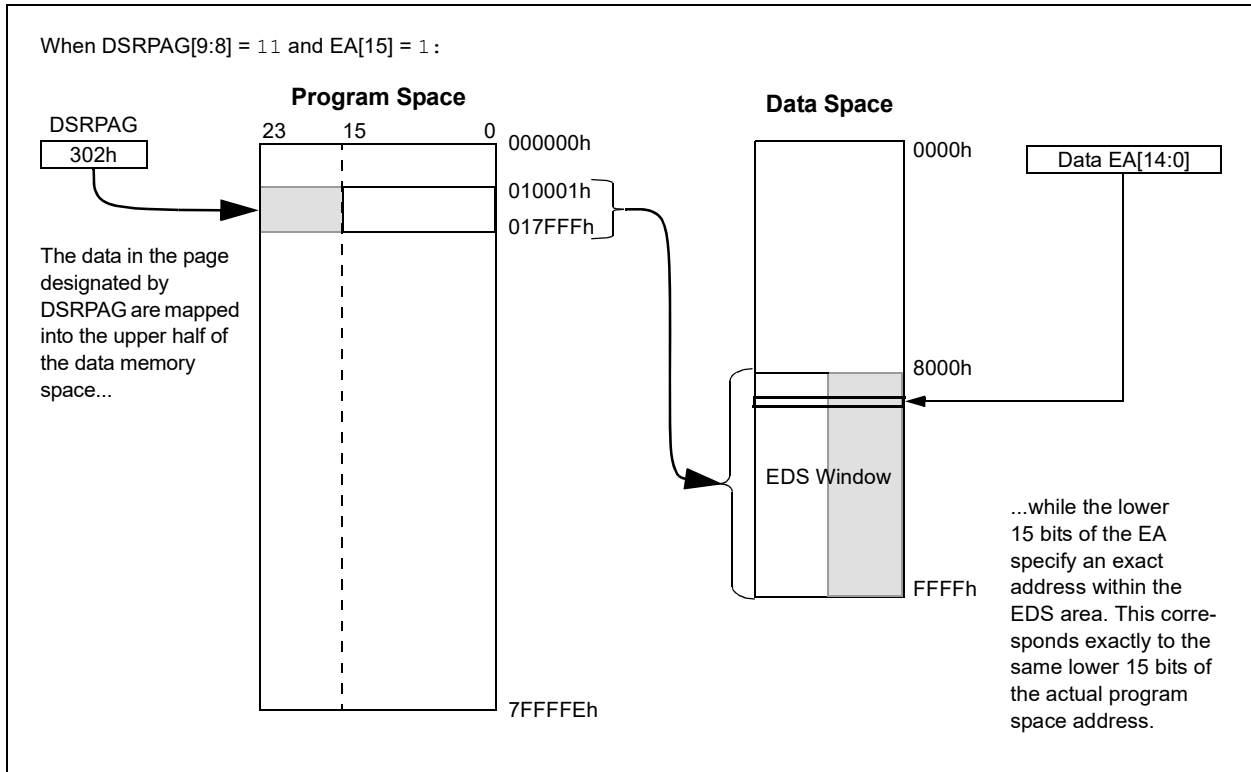 When DSRPAG[9:8] = 11 and EA[15] = 1:
Program Space
Data Space
DSRPAG
302h
23 15 0
000000h
010001h
017FFFh
7FFFFEh
The data in the page
designated by
DSRPAG are mapped
into the upper half of
the data memory
space...
0000h
8000h
FFFFh
EDS Window
Data EA[14:0]
...while the lower
15 bits of the EA
specify an exact
address within the
EDS area. This corre-
sponds exactly to the
same lower 15 bits of
the actual program
space address.